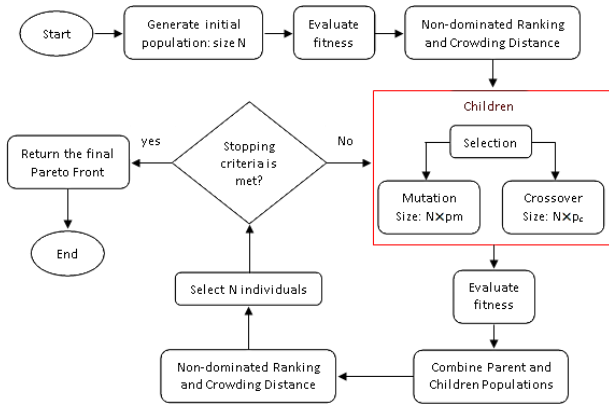 Start
Generate initial
population: size N
Evaluate
fitness
Non-dominated Ranking
and Crowding Distance
Children
Selection
Mutation
Size: N×pm
Crossover
Size: N×pc
yes
No
Stopping
criteria is
met?
Return the final
Pareto Front
End
Evaluate
fitness
Select N individuals
Non-dominated Ranking
and Crowding Distance
Combine Parent and
Children Populations